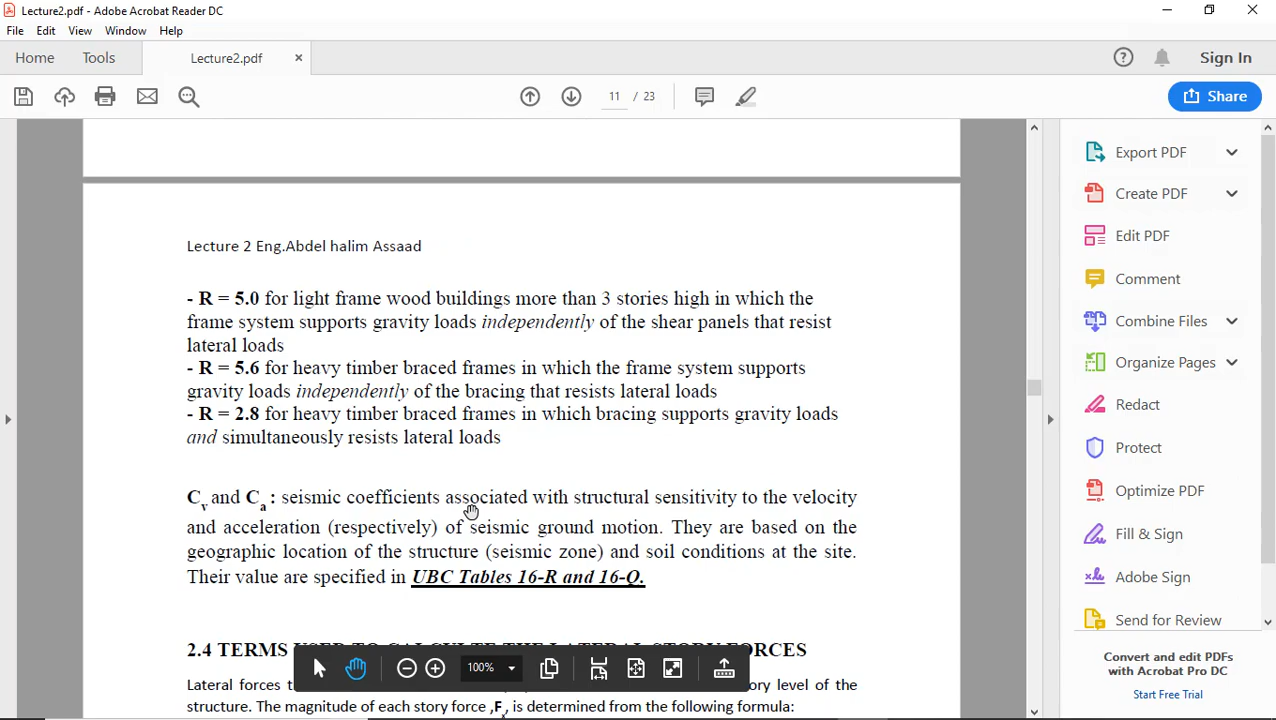 Lecture2.pdf - Adobe Acrobat Reader DC
File Edit View Window Help
Home Tools Lecture2.pdf × Sign In
11 / 23 Share
Lecture 2 Eng.Abdel halim Assaad
- R = 5.0 for light frame wood buildings more than 3 stories high in which the
frame system supports gravity loads independently of the shear panels that resist
lateral loads
- R = 5.6 for heavy timber braced frames in which the frame system supports
gravity loads independently of the bracing that resists lateral loads
- R = 2.8 for heavy timber braced frames in which bracing supports gravity loads
and simultaneously resists lateral loads
Cv and Ca : seismic coefficients associated with structural sensitivity to the velocity
and acceleration (respectively) of seismic ground motion. They are based on the
geographic location of the structure (seismic zone) and soil conditions at the site.
Their value are specified in UBC Tables 16-R and 16-Q.
2.4 TERMS USED TO CALCULTE THE LATERAL STORY FORCES
Lateral forces ory level of the
structure. The magnitude of each story force ,Fx, is determined from the following formula:
100%
Export PDF
Create PDF
Edit PDF
Comment
Combine Files
Organize Pages
Redact
Protect
Optimize PDF
Fill & Sign
Adobe Sign
Send for Review
Convert and edit PDFs
with Acrobat Pro DC
Start Free Trial